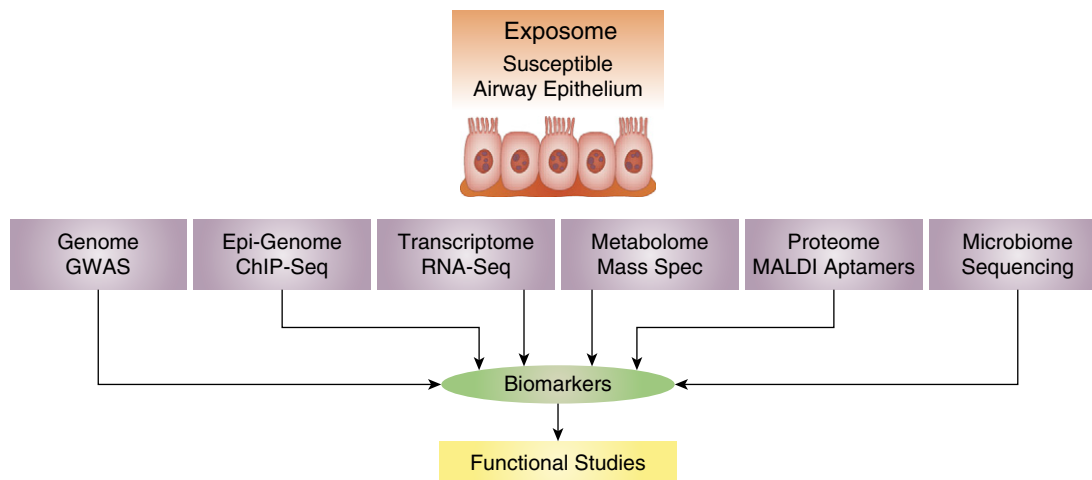 Exposome
Susceptible
Airway Epithelium
Genome
GWAS
Epi-Genome
ChIP-Seq
Transcriptome
RNA-Seq
Metabolome
Mass Spec
Proteome
MALDI Aptamers
Microbiome
Sequencing
Biomarkers
Functional Studies